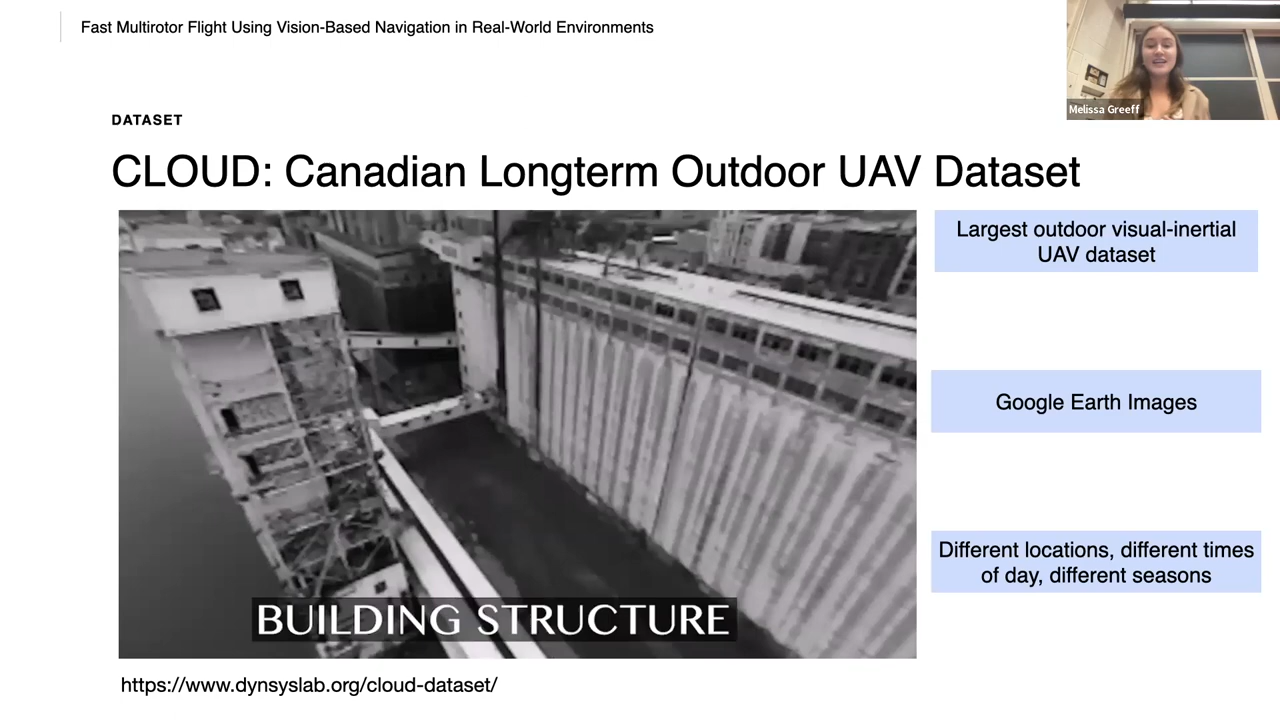 Fast Multirotor Flight Using Vision-Based Navigation in Real-World Environments
Melissa Greeff
DATASET
CLOUD: Canadian Longterm Outdoor UAV Dataset
Largest outdoor visual-inertial
UAV dataset
Google Earth Images
Different locations, different times
of day, different seasons
BUILDING STRUCTURE
https://www.dynsyslab.org/cloud-dataset/